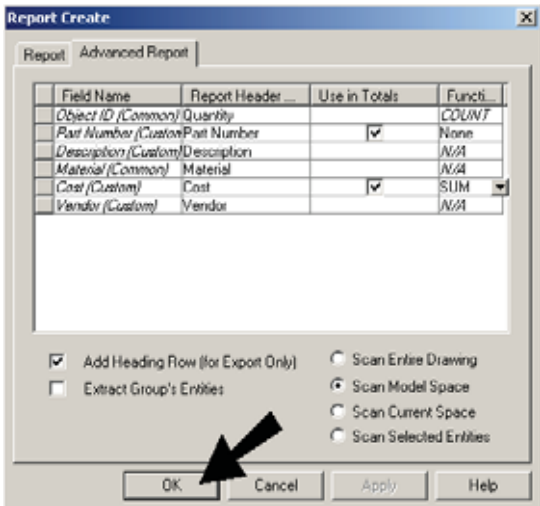 Report Create
Report Advanced Report
Field Name Report Header ... Use in Totals Functi...
Object ID (Common) Quantity COUNT
Part Number (Custom Part Number None
Description (Custom) Description N/A
Material (Common) Material N/A
Cost (Custom) Cost SUM
Vendor (Custom) Vendor N/A
Add Heading Row (for Export Only)
Extract Group's Entities
Scan Entire Drawing
Scan Model Space
Scan Current Space
Scan Selected Entities
OK Cancel Apply Help